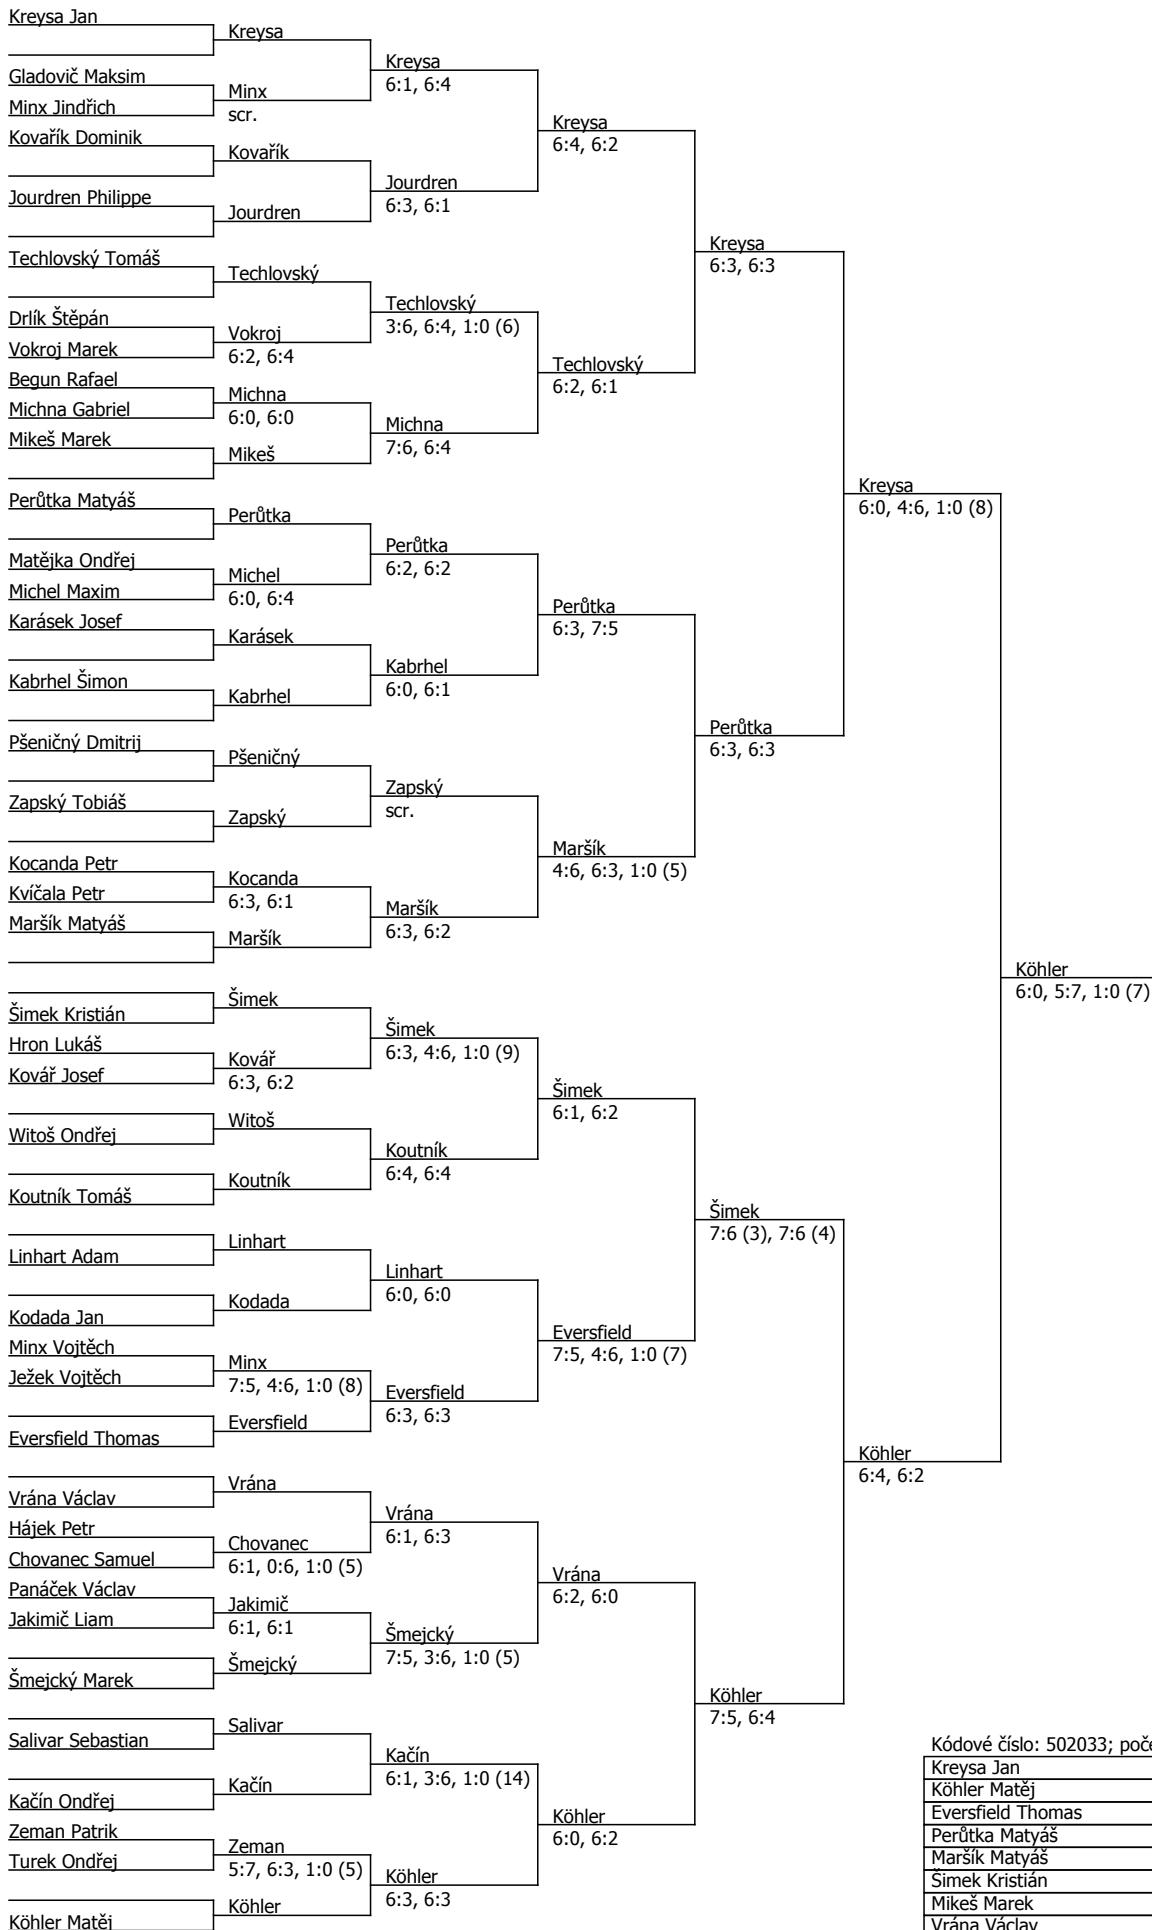 Kreysa Jan
Gladovič Maksim
Minx Jindřich
Kovařík Dominik
Jourdren Philippe
Techlovský Tomáš
Drlík Štěpán
Vokroj Marek
Begun Rafael
Michna Gabriel
Mikeš Marek
Perůtka Matyáš
Matějka Ondřej
Michel Maxim
Karásek Josef
Kabrhel Šimon
Pšeničný Dmitrij
Zapský Tobiáš
Kocanda Petr
Kvíčala Petr
Maršík Matyáš
Šimek Kristián
Hron Lukáš
Kovář Josef
Witoš Ondřej
Koutník Tomáš
Linhart Adam
Kodada Jan
Minx Vojtěch
Ježek Vojtěch
Eversfield Thomas
Vrána Václav
Hájek Petr
Chovanec Samuel
Panáček Václav
Jakimič Liam
Šmejcký Marek
Salivar Sebastian
Kačín Ondřej
Zeman Patrik
Turek Ondřej
Köhler Matěj
Kreysa
Minx
scr.
Kovařík
Jourdren
Techlovský
Vokroj
6:2, 6:4
Michna
6:0, 6:0
Mikeš
Perůtka
Michel
6:0, 6:4
Karásek
Kabrhel
Pšeničný
Zapský
Kocanda
6:3, 6:1
Maršík
Šimek
Kovář
6:3, 6:2
Witoš
Koutník
Linhart
Kodada
Minx
7:5, 4:6, 1:0 (8)
Eversfield
Vrána
Chovanec
6:1, 0:6, 1:0 (5)
Jakimič
6:1, 6:1
Šmejcký
Salivar
Kačín
Zeman
5:7, 6:3, 1:0 (5)
Köhler
Kreysa
6:1, 6:4
Jourdren
6:3, 6:1
Techlovský
3:6, 6:4, 1:0 (6)
Michna
7:6, 6:4
Perůtka
6:2, 6:2
Kabrhel
6:0, 6:1
Zapský
scr.
Maršík
6:3, 6:2
Šimek
6:3, 4:6, 1:0 (9)
Koutník
6:4, 6:4
Linhart
6:0, 6:0
Eversfield
6:3, 6:3
Vrána
6:1, 6:3
Šmejcký
7:5, 3:6, 1:0 (5)
Kačín
6:1, 3:6, 1:0 (14)
Köhler
6:3, 6:3
Kreysa
6:4, 6:2
Techlovský
6:2, 6:1
Perůtka
6:3, 7:5
Maršík
4:6, 6:3, 1:0 (5)
Šimek
6:1, 6:2
Eversfield
7:5, 4:6, 1:0 (7)
Vrána
6:2, 6:0
Köhler
6:0, 6:2
Kreysa
6:3, 6:3
Perůtka
6:3, 6:3
Šimek
7:6 (3), 7:6 (4)
Köhler
7:5, 6:4
Kreysa
6:0, 4:6, 1:0 (8)
Köhler
6:4, 6:2
Köhler
6:0, 5:7, 1:0 (7)
Kódové číslo: 502033; poče
Kreysa Jan
Köhler Matěj
Eversfield Thomas
Perůtka Matyáš
Maršík Matyáš
Šimek Kristián
Mikeš Marek
Vrána Václav